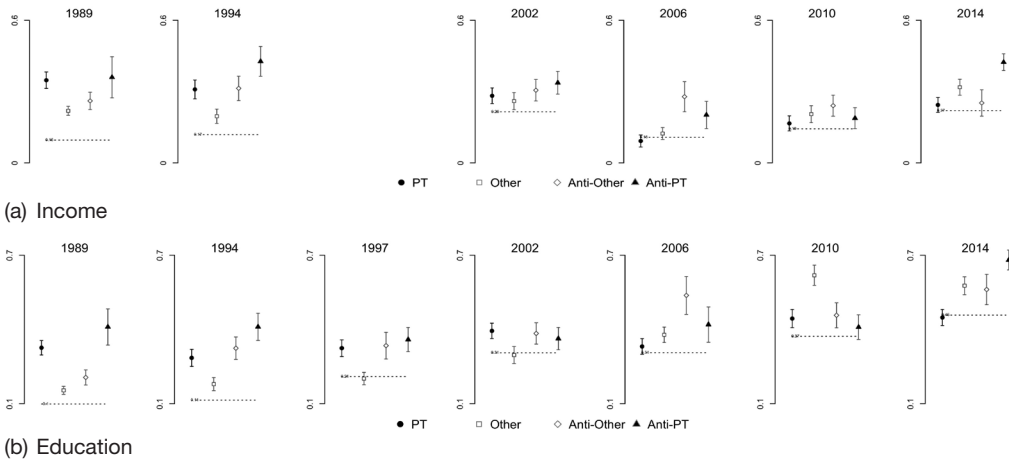 1989 1994 2002 2006 2010 2014
0.6 0.6 0.6 0.6 0.6 0.6
0 0 0 0 0 0
PT Other Anti-Other Anti-PT
(a) Income
1989 1994 1997 2002 2006 2010 2014
0.7 0.7 0.7 0.7 0.7 0.7 0.7
0.1 0.1 0.1 0.1 0.1 0.1 0.1
PT Other Anti-Other Anti-PT
(b) Education